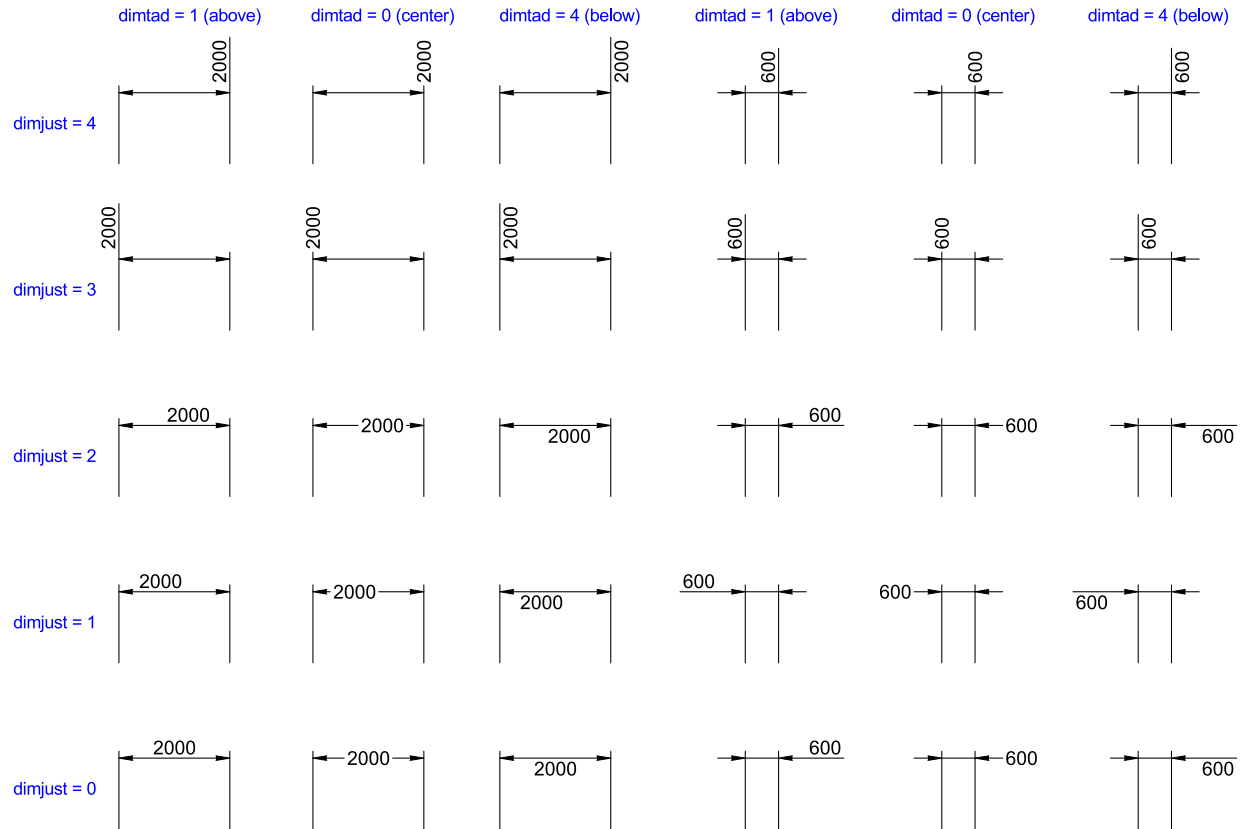 dimtad = 1 (above) dimtad = 0 (center) dimtad = 4 (below) dimtad = 1 (above) dimtad = 0 (center) dimtad = 4 (below)
2000 2000 2000 600 600 600
dimjust = 4
2000 2000 2000 600 600 600
dimjust = 3
2000 2000 2000 600 600 600
dimjust = 2
2000 2000 2000 600 600 600
dimjust = 1
2000 2000 2000 600 600 600
dimjust = 0